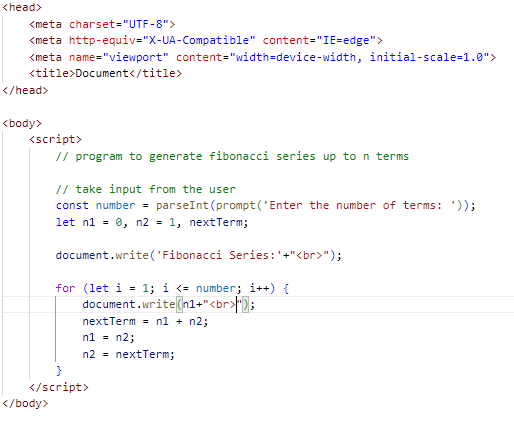 <head>
    <meta charset="UTF-8">
    <meta http-equiv="X-UA-Compatible" content="IE=edge">
    <meta name="viewport" content="width=device-width, initial-scale=1.0">
    <title>Document</title>
</head>

<body>
    <script>
        // program to generate fibonacci series up to n terms

        // take input from the user
        const number = parseInt(prompt('Enter the number of terms: '));
        let n1 = 0, n2 = 1, nextTerm;

        document.write('Fibonacci Series:'+"<br>");

        for (let i = 1; i <= number; i++) {
            document.write(n1+"<br>");
            nextTerm = n1 + n2;
            n1 = n2;
            n2 = nextTerm;
        }
    </script>
</body>